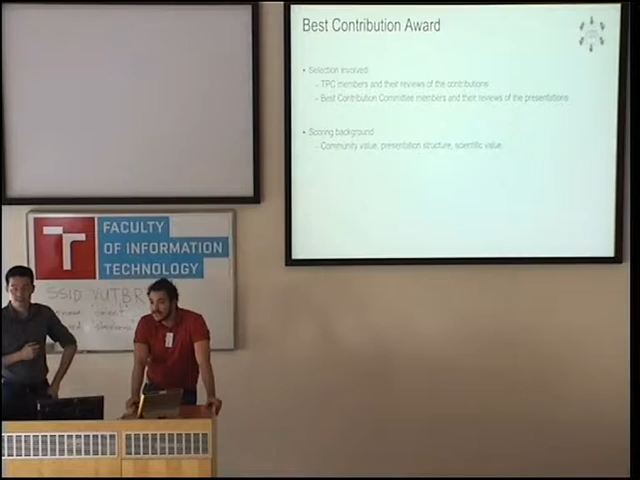 Best Contribution Award
• Selection involved:
– TPC members and their reviews of the contributions
– Best Contribution Committee members and their reviews of the presentations
• Scoring background
– Community value, presentation structure, scientific value,
T
FACULTY
OF INFORMATION
TECHNOLOGY
SSID VUTBR